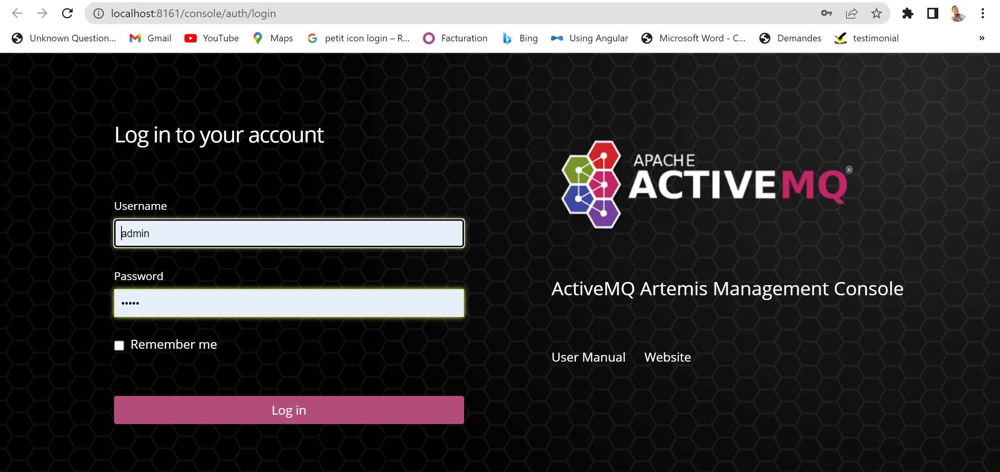 localhost:8161/console/auth/login
Unknown Question... Gmail YouTube Maps petit icon login – R... Facturation Bing Using Angular Microsoft Word - C... Demandes testimonial »
Log in to your account
Username
admin
Password
•••••
Remember me
Log in
APACHE
ACTIVEMQ®
ActiveMQ Artemis Management Console
User Manual Website